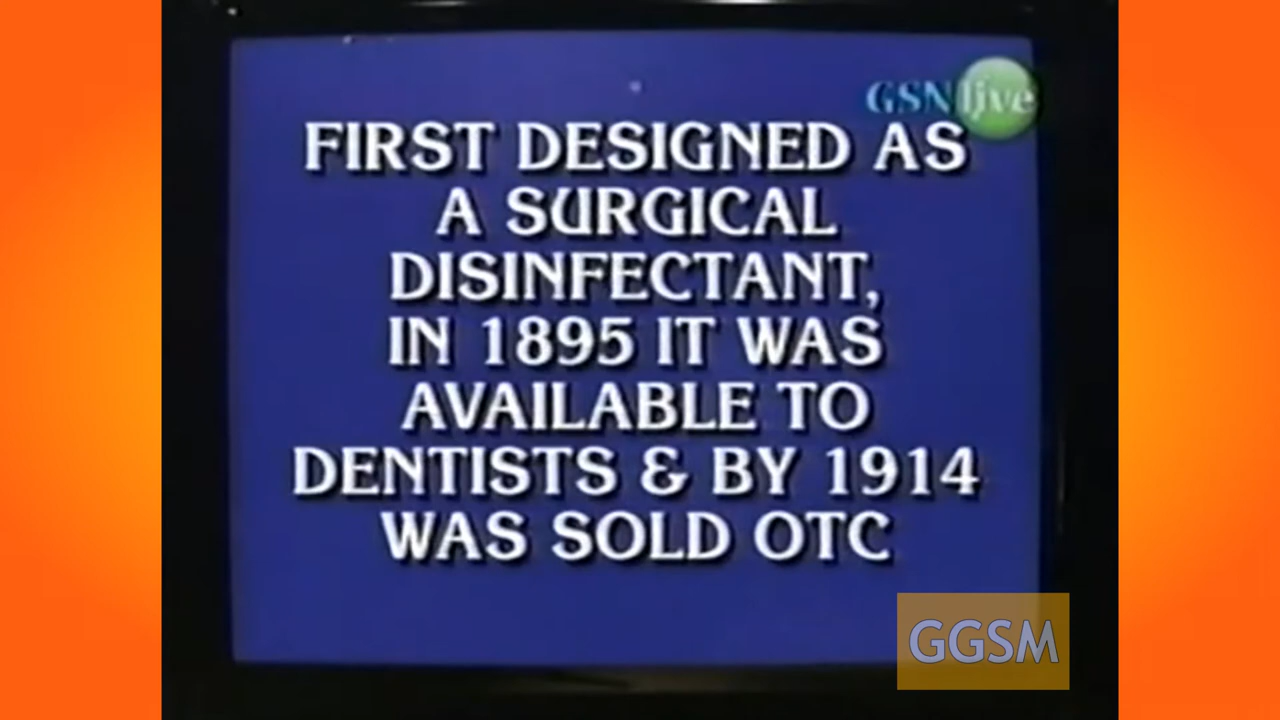 GSN live
FIRST DESIGNED AS
A SURGICAL
DISINFECTANT,
IN 1895 IT WAS
AVAILABLE TO
DENTISTS & BY 1914
WAS SOLD OTC
GGSM